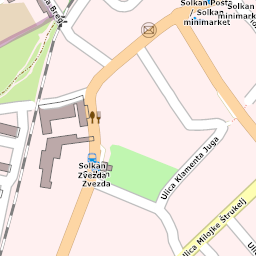 Solkan Pošta
minimarket
Solkan
Solkan
minimarket
Ulica Klementa Juga
Solkan
Zvezda
Zvezda
Ulica Milojke Štrukelj